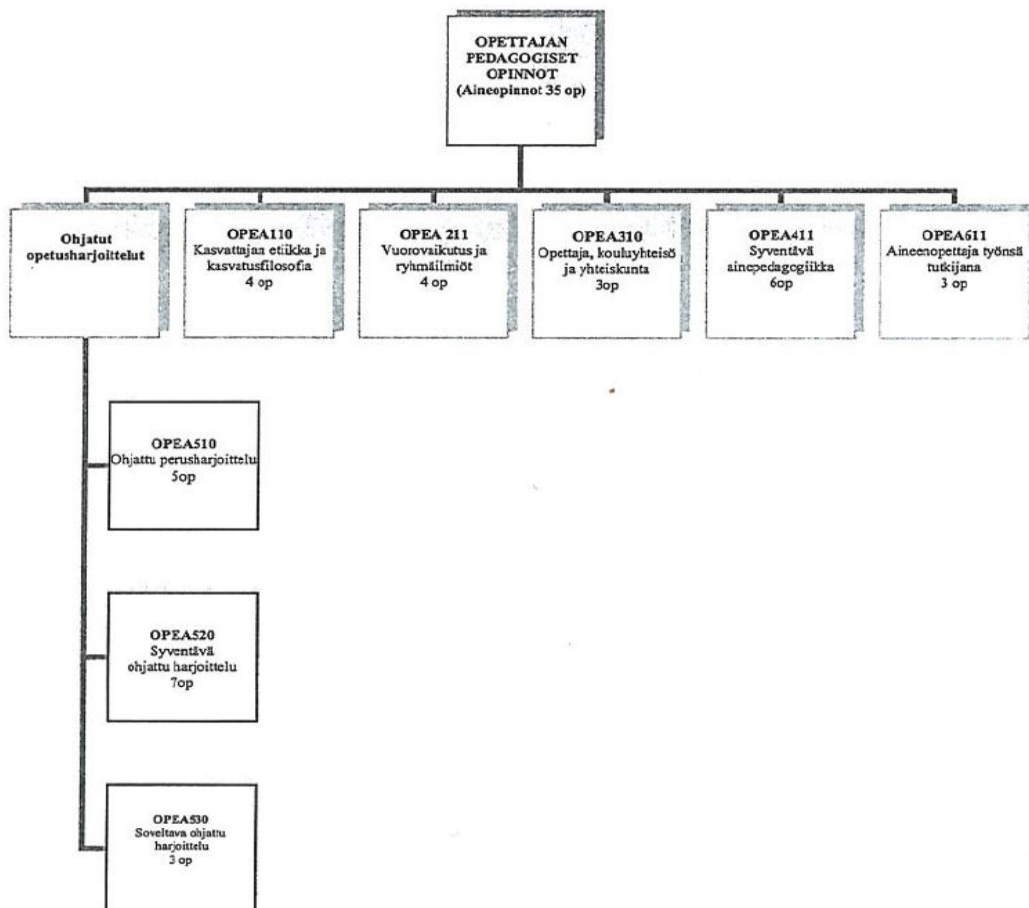 OPETTAJAN
PEDAGOGISET
OPINNOT
(Aineopinnot 35 op)
Ohjatut
opetusharjoittelut
OPEA110
Kasvattajan etiikka ja
kasvatusfilosofia
4 op
OPEA 211
Vuorovaikutus ja
ryhmäilmiöt
4 op
OPEA310
Opettaja, kouluyhteisö
ja yhteiskunta
3op
OPEA411
Syventävä
ainepedagogiikka
6op
OPEA611
Aineenopettaja työnsä
tutkijana
3 op
OPEA510
Ohjattu perusharjoittelu
5op
OPEA520
Syventävä
ohjattu harjoittelu
7op
OPEA530
Soveltava ohjattu
harjoittelu
3 op